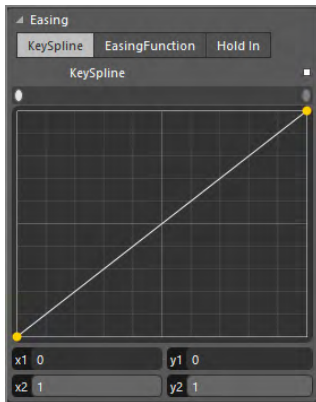 Easing
KeySpline EasingFunction Hold In
KeySpline
x1 0 y1 0
x2 1 y2 1